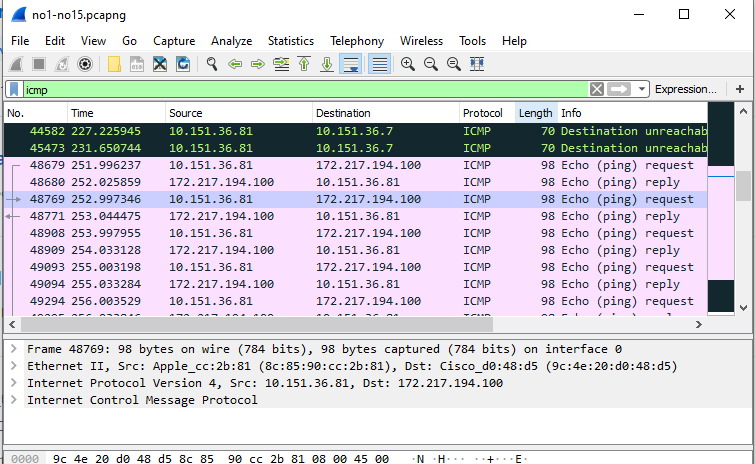 no1-no15.pcapng
File Edit View Go Capture Analyze Statistics Telephony Wireless Tools Help
icmp Expression... +
No. Time Source Destination Protocol Length Info
44582 227.225945 10.151.36.81 10.151.36.7 ICMP 70 Destination unreachab
45473 231.650744 10.151.36.81 10.151.36.7 ICMP 70 Destination unreachab
48679 251.996237 10.151.36.81 172.217.194.100 ICMP 98 Echo (ping) request
48680 252.025859 172.217.194.100 10.151.36.81 ICMP 98 Echo (ping) reply
48769 252.997346 10.151.36.81 172.217.194.100 ICMP 98 Echo (ping) request
48771 253.044475 172.217.194.100 10.151.36.81 ICMP 98 Echo (ping) reply
48908 253.997955 10.151.36.81 172.217.194.100 ICMP 98 Echo (ping) request
48909 254.033128 172.217.194.100 10.151.36.81 ICMP 98 Echo (ping) reply
49093 255.003198 10.151.36.81 172.217.194.100 ICMP 98 Echo (ping) request
49094 255.033284 172.217.194.100 10.151.36.81 ICMP 98 Echo (ping) reply
49294 256.003529 10.151.36.81 172.217.194.100 ICMP 98 Echo (ping) request
Frame 48769: 98 bytes on wire (784 bits), 98 bytes captured (784 bits) on interface 0
Ethernet II, Src: Apple_cc:2b:81 (8c:85:90:cc:2b:81), Dst: Cisco_d0:48:d5 (9c:4e:20:d0:48:d5)
Internet Protocol Version 4, Src: 10.151.36.81, Dst: 172.217.194.100
Internet Control Message Protocol
0000 9c 4e 20 d0 48 d5 8c 85 90 cc 2b 81 08 00 45 00 ·N ·H··· ··+···E·